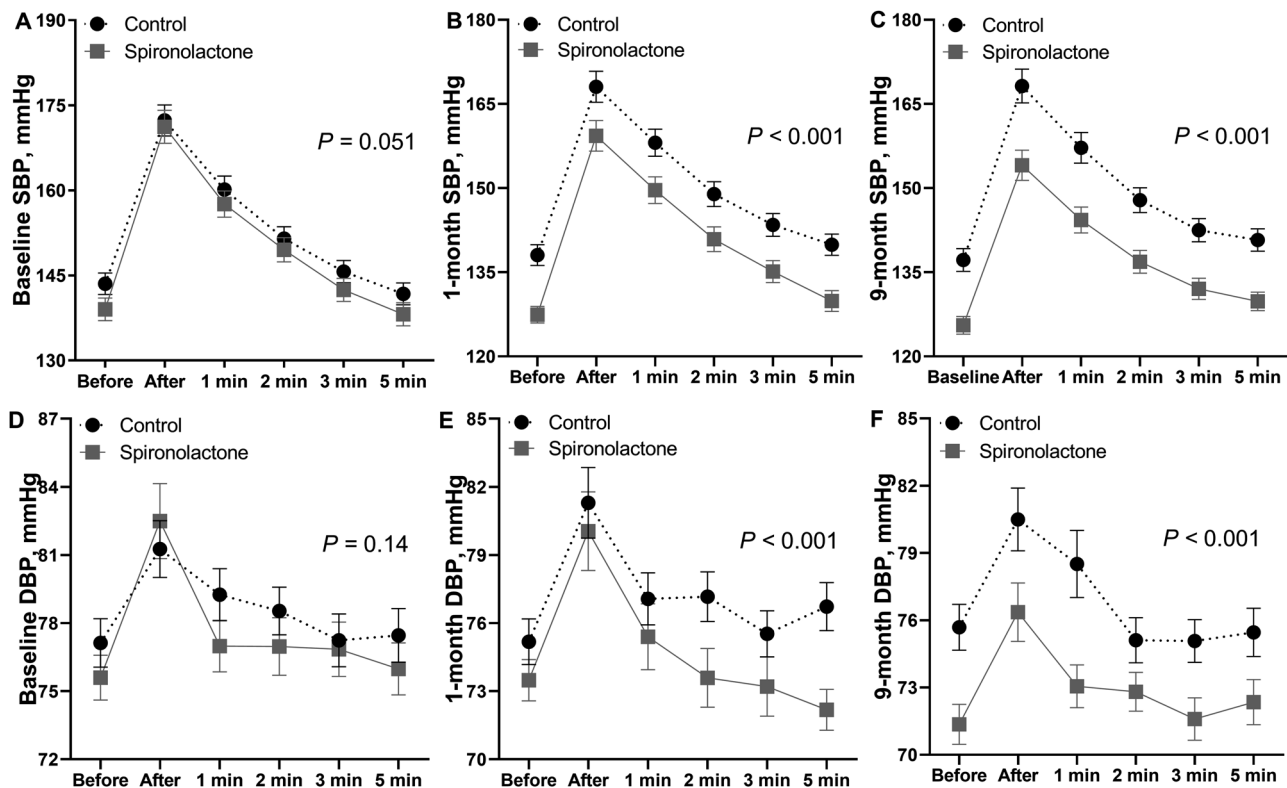 A
Control
Spironolactone
P = 0.051
Baseline SBP, mmHg
190
175
160
145
130
Before After 1 min 2 min 3 min 5 min
B
Control
Spironolactone
P < 0.001
1-month SBP, mmHg
180
165
150
135
120
Before After 1 min 2 min 3 min 5 min
C
Control
Spironolactone
P < 0.001
9-month SBP, mmHg
180
165
150
135
120
Baseline After 1 min 2 min 3 min 5 min
D
Control
Spironolactone
P = 0.14
Baseline DBP, mmHg
87
84
81
78
75
72
Before After 1 min 2 min 3 min 5 min
E
Control
Spironolactone
P < 0.001
1-month DBP, mmHg
85
82
79
76
73
70
Before After 1 min 2 min 3 min 5 min
F
Control
Spironolactone
P < 0.001
9-month DBP, mmHg
85
82
79
76
73
70
Before After 1 min 2 min 3 min 5 min